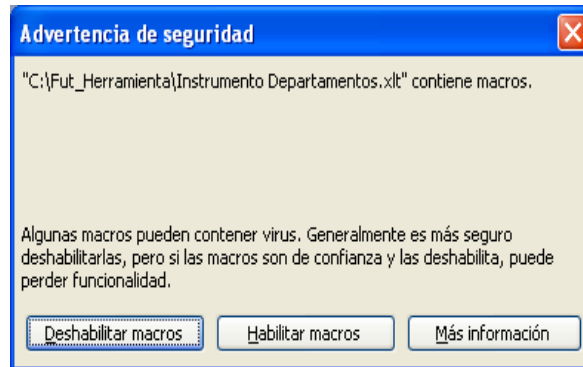 Advertencia de seguridad
"C:\Fut_Herramienta\Instrumento Departamentos.xlt" contiene macros.
Algunas macros pueden contener virus. Generalmente es más seguro
deshabilitarlas, pero si las macros son de confianza y las deshabilita, puede
perder funcionalidad.
Deshabilitar macros
Habilitar macros
Más información